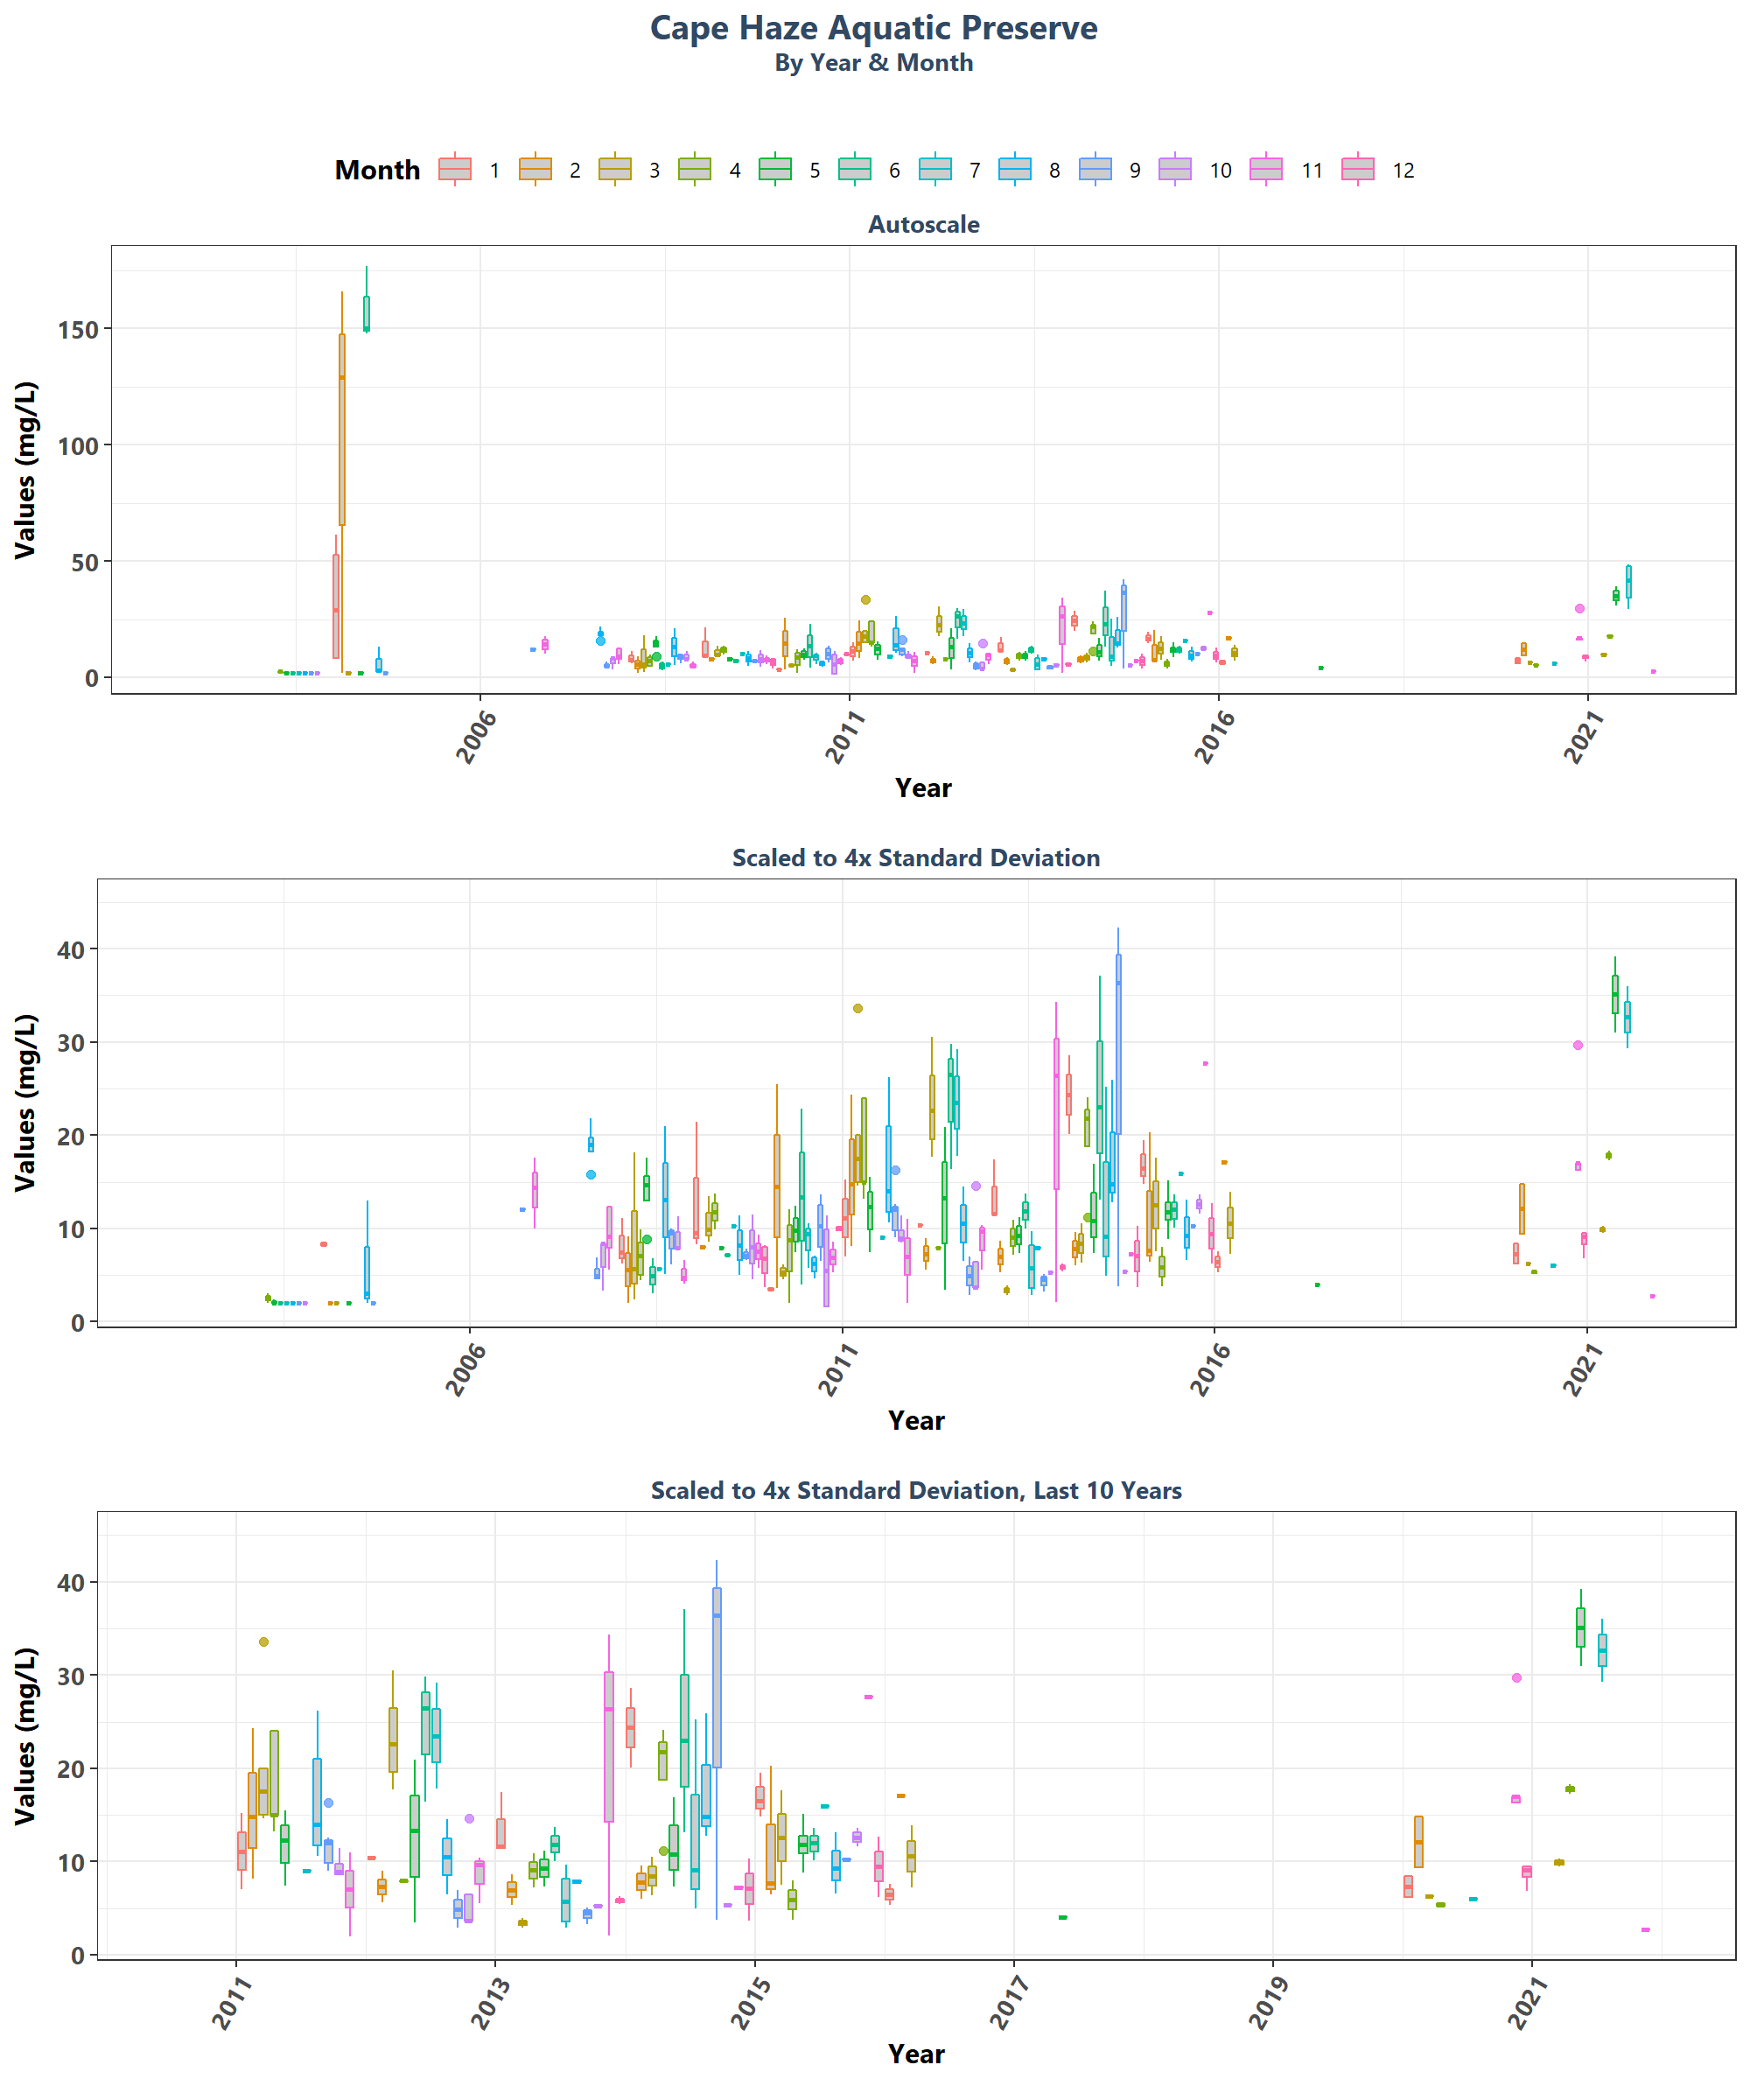 Cape Haze Aquatic Preserve
By Year & Month
Month 1 2 3 4 5 6 7 8 9 10 11 12
Autoscale
Values (mg/L)
150
100
50
0
2006 2011 2016 2021
Year
Scaled to 4x Standard Deviation
Values (mg/L)
40
30
20
10
0
2006 2011 2016 2021
Year
Scaled to 4x Standard Deviation, Last 10 Years
Values (mg/L)
40
30
20
10
0
2011 2013 2015 2017 2019 2021
Year